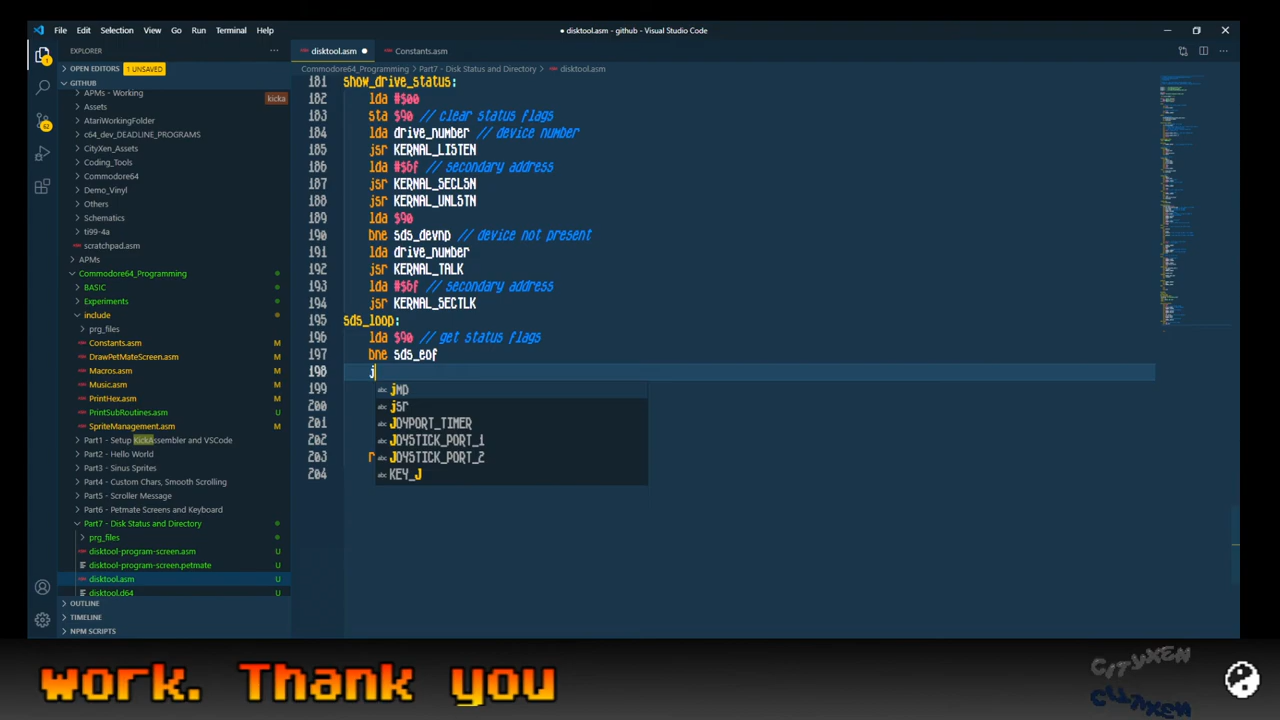 File Edit Selection View Go Run Terminal Help
disktool.asm - github - Visual Studio Code
EXPLORER
disktool.asm
Constants.asm
OPEN EDITORS 1 UNSAVED
GITHUB
APMs - Working
kicka
Assets
AtariWorkingFolder
c64_dev_DEADLINE_PROGRAMS
CityXen_Assets
Coding_Tools
Commodore64
Demo_Vinyl
Others
Schematics
ti99-4a
scratchpad.asm
APMs
Commodore64_Programming
BASIC
Experiments
include
prg_files
Constants.asm M
DrawPetMateScreen.asm M
Macros.asm M
Music.asm M
PrintHex.asm M
PrintSubRoutines.asm U
SpriteManagement.asm M
Part1 - Setup KickAssembler and VSCode
Part2 - Hello World
Part3 - Sinus Sprites
Part4 - Custom Chars, Smooth Scrolling
Part5 - Scroller Message
Part6 - Petmate Screens and Keyboard
Part7 - Disk Status and Directory
prg_files
disktool-program-screen.asm U
disktool-program-screen.petmate U
disktool.asm U
disktool.d64 U
OUTLINE
TIMELINE
NPM SCRIPTS
1
62
Commodore64_Programming > Part7 - Disk Status and Directory > disktool.asm
181 show_drive_status:
182 lda #$00
183 sta $90 // clear status flags
184 lda drive_number // device number
185 jsr KERNAL_LISTEN
186 lda #$6f // secondary address
187 jsr KERNAL_SECLSN
188 jsr KERNAL_UNLSTN
189 lda $90
190 bne sds_devnp // device not present
191 lda drive_number
192 jsr KERNAL_TALK
193 lda #$6f // secondary address
194 jsr KERNAL_SECTLK
195 sds_loop:
196 lda $90 // get status flags
197 bne sds_eof
198 j
199 abc jMP
200 abc jsr
201 abc JOYPORT_TIMER
202 abc JOYSTICK_PORT_1
203 r abc JOYSTICK_PORT_2
204 abc KEY_J
work. Thank you
CITYXEN